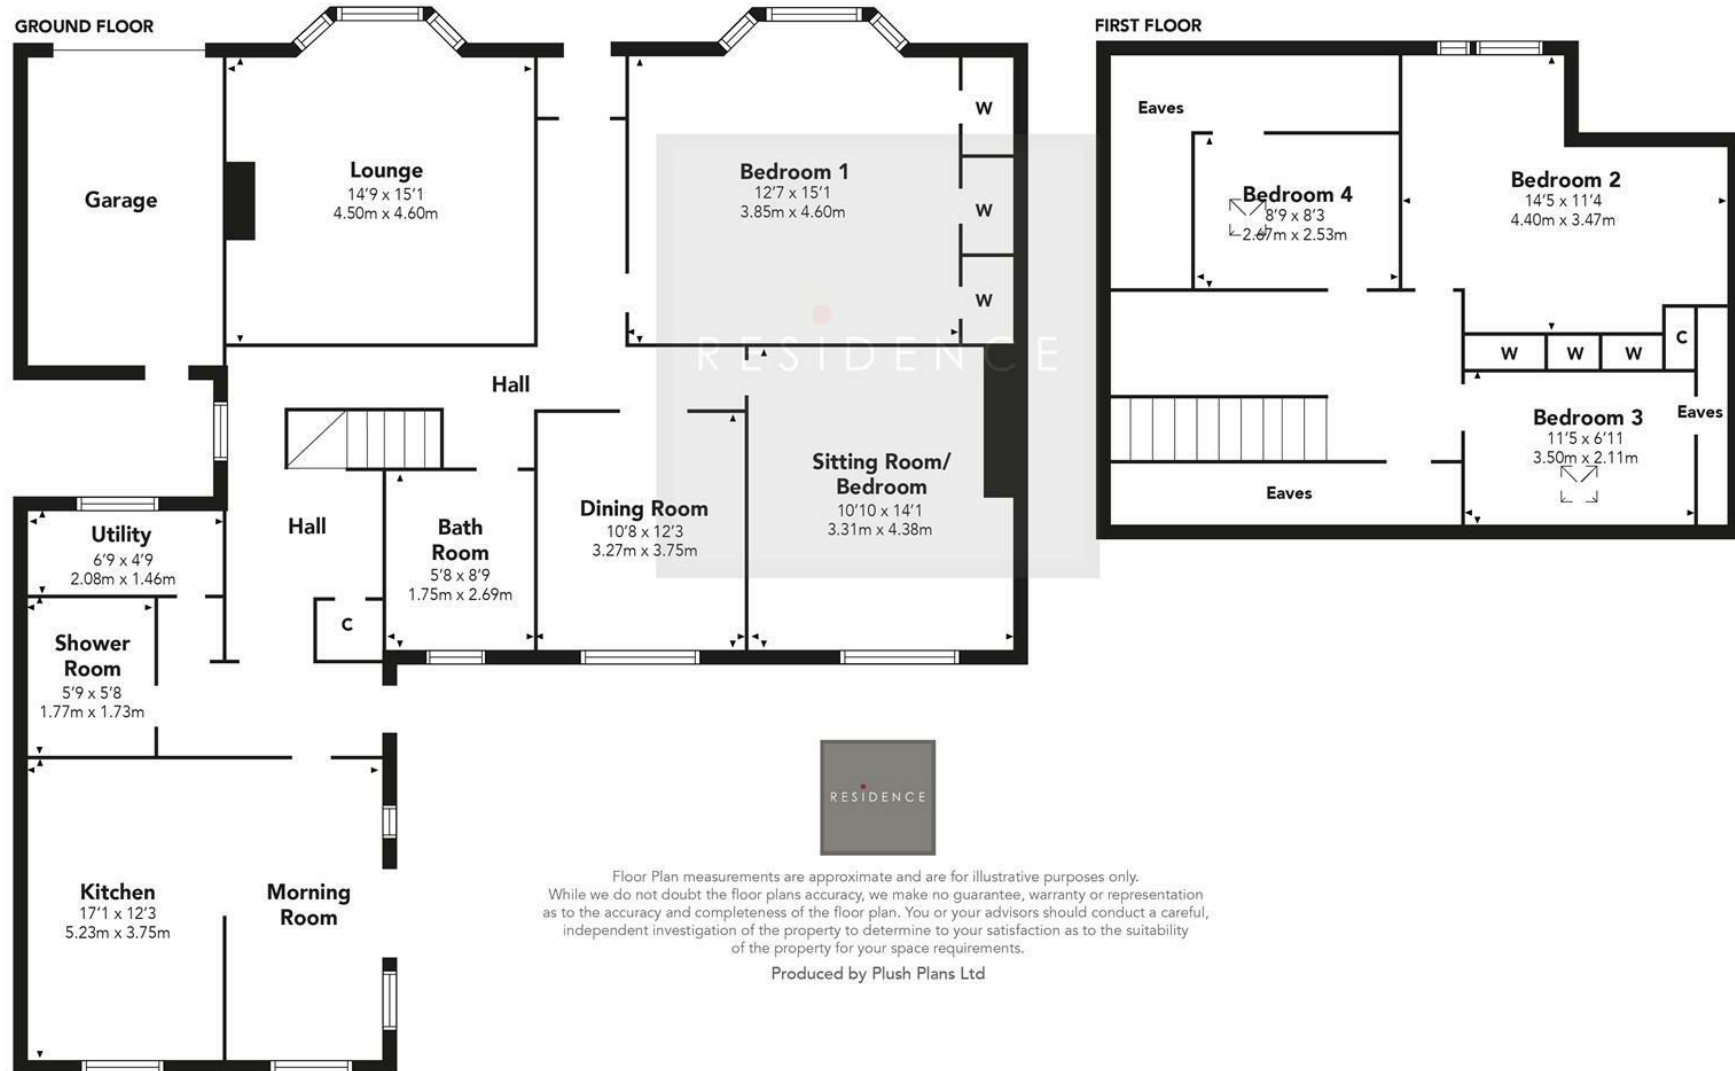 GROUND FLOOR
Garage
Lounge
14'9 x 15'1
4.50m x 4.60m
Bedroom 1
12'7 x 15'1
3.85m x 4.60m
W
W
W
Hall
RESIDENCE
Hall
Utility
6'9 x 4'9
2.08m x 1.46m
Bath
Room
5'8 x 8'9
1.75m x 2.69m
Dining Room
10'8 x 12'3
3.27m x 3.75m
Sitting Room/
Bedroom
10'10 x 14'1
3.31m x 4.38m
C
Shower
Room
5'9 x 5'8
1.77m x 1.73m
Kitchen
17'1 x 12'3
5.23m x 3.75m
Morning
Room
FIRST FLOOR
Eaves
Bedroom 4
8'9 x 8'3
2.67m x 2.53m
Bedroom 2
14'5 x 11'4
4.40m x 3.47m
W
W
W
C
Bedroom 3
11'5 x 6'11
3.50m x 2.11m
Eaves
Eaves
RESIDENCE
Floor Plan measurements are approximate and are for illustrative purposes only.
While we do not doubt the floor plans accuracy, we make no guarantee, warranty or representation
as to the accuracy and completeness of the floor plan. You or your advisors should conduct a careful,
independent investigation of the property to determine to your satisfaction as to the suitability
of the property for your space requirements.
Produced by Plush Plans Ltd